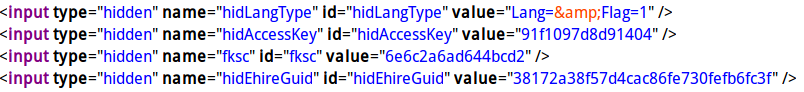 <input type="hidden" name="hidLangType" id="hidLangType" value="Lang=&amp;Flag=1" />
<input type="hidden" name="hidAccessKey" id="hidAccessKey" value="91f1097d8d91404" />
<input type="hidden" name="fksc" id="fksc" value="6e6c2a6ad644bcd2" />
<input type="hidden" name="hidEhireGuid" id="hidEhireGuid" value="38172a38f57d4cac86fe730fefb6fc3f" />